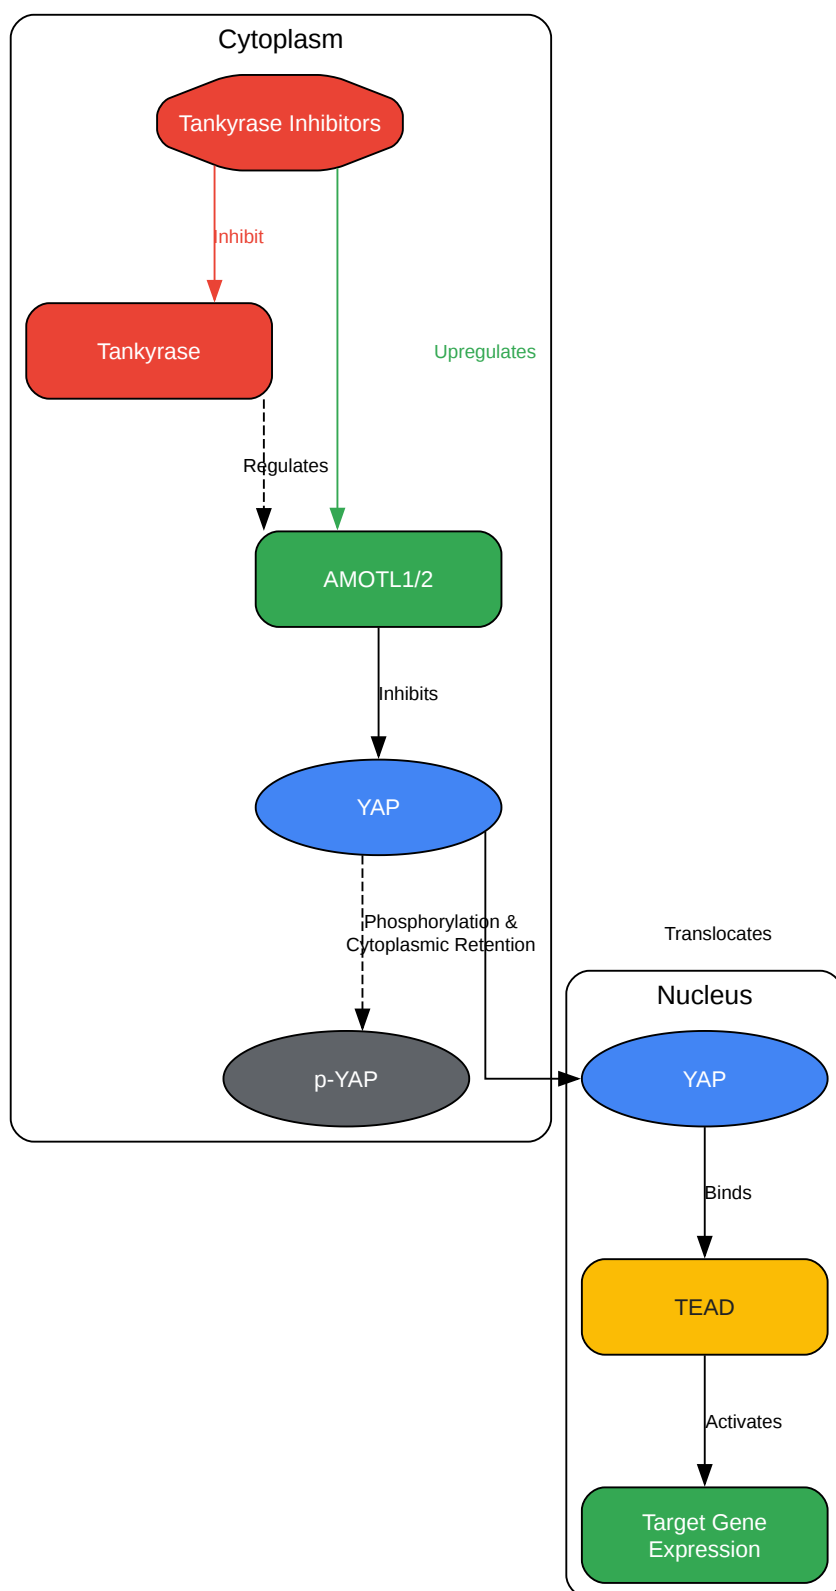 Cytoplasm
Tankyrase Inhibitors
Inhibit
Tankyrase
Upregulates
Regulates
AMOTL1/2
Inhibits
YAP
Phosphorylation &
Cytoplasmic Retention
Translocates
Nucleus
p-YAP
YAP
Binds
TEAD
Activates
Target Gene
Expression